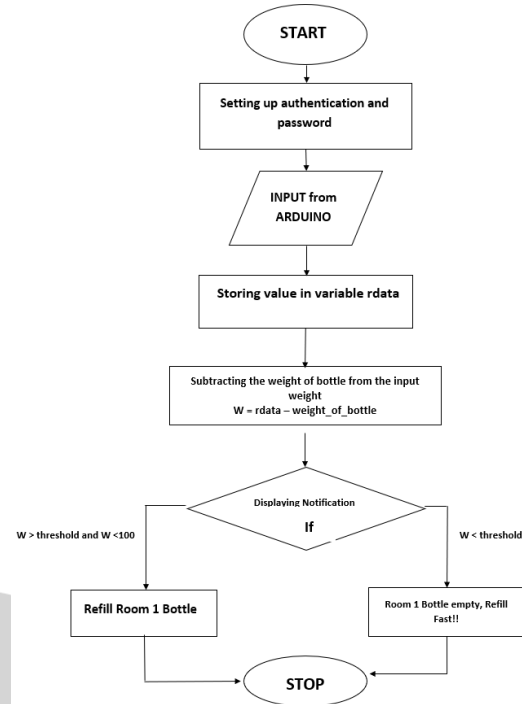 START
Setting up authentication and
password
INPUT from
ARDUINO
Storing value in variable rdata
Subtracting the weight of bottle from the input
weight
W = rdata – weight_of_bottle
Displaying Notification
If
W > threshold and W <100
W < threshold
Refill Room 1 Bottle
Room 1 Bottle empty, Refill
Fast!!
STOP